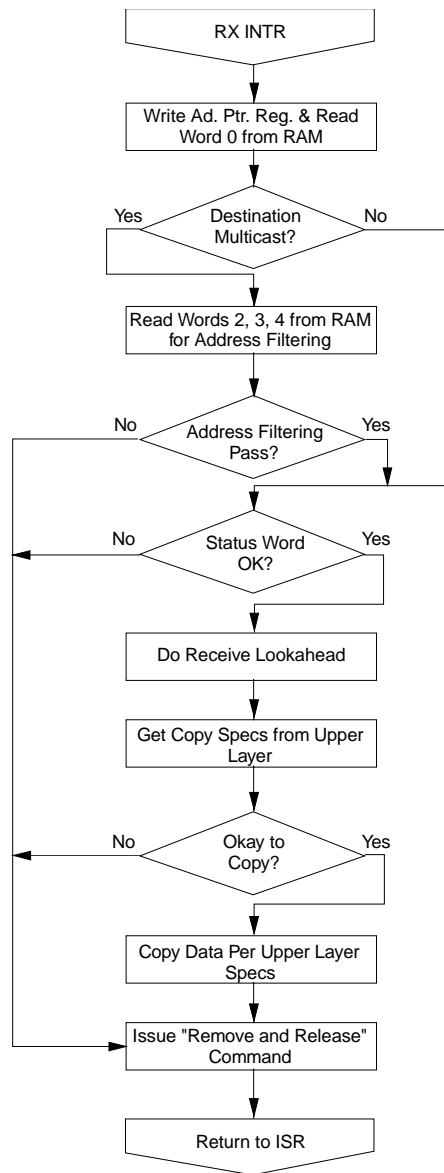 RX INTR
Write Ad. Ptr. Reg. & Read
Word 0 from RAM
Yes
Destination
Multicast?
No
Read Words 2, 3, 4 from RAM
for Address Filtering
No
Address Filtering
Pass?
Yes
No
Status Word
OK?
Yes
Do Receive Lookahead
Get Copy Specs from Upper
Layer
No
Okay to
Copy?
Yes
Copy Data Per Upper Layer
Specs
Issue "Remove and Release"
Command
Return to ISR